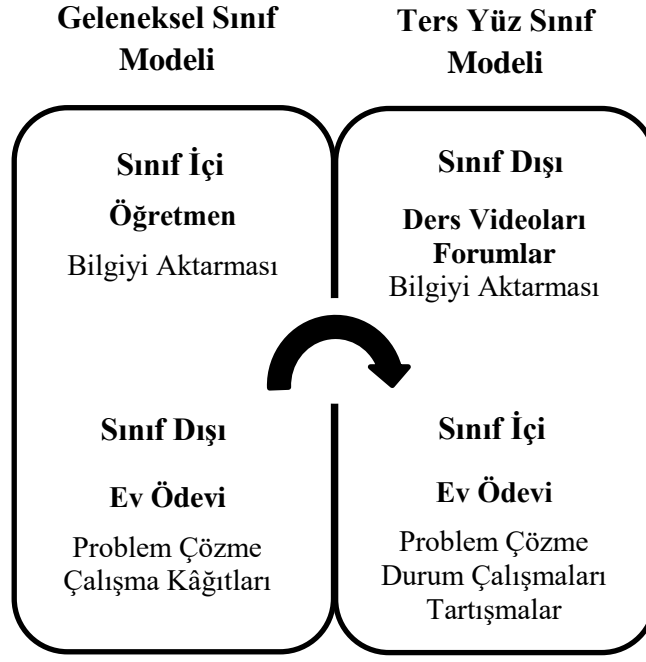 Geleneksel Sınıf
Modeli
Sınıf İçi
Öğretmen
Bilgiyi Aktarması
Sınıf Dışı
Ev Ödevi
Problem Çözme
Çalışma Kâğıtları
Ters Yüz Sınıf
Modeli
Sınıf Dışı
Ders Videoları
Forumlar
Bilgiyi Aktarması
Sınıf İçi
Ev Ödevi
Problem Çözme
Durum Çalışmaları
Tartışmalar